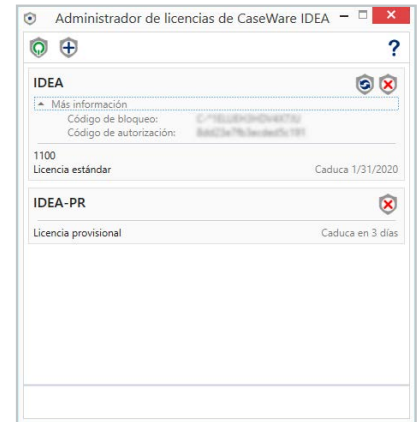 Administrador de licencias de CaseWare IDEA
?
IDEA
Más información
Código de bloqueo:
Código de autorización:
1100
Licencia estándar Caduca 1/31/2020
IDEA-PR
Licencia provisional Caduca en 3 días